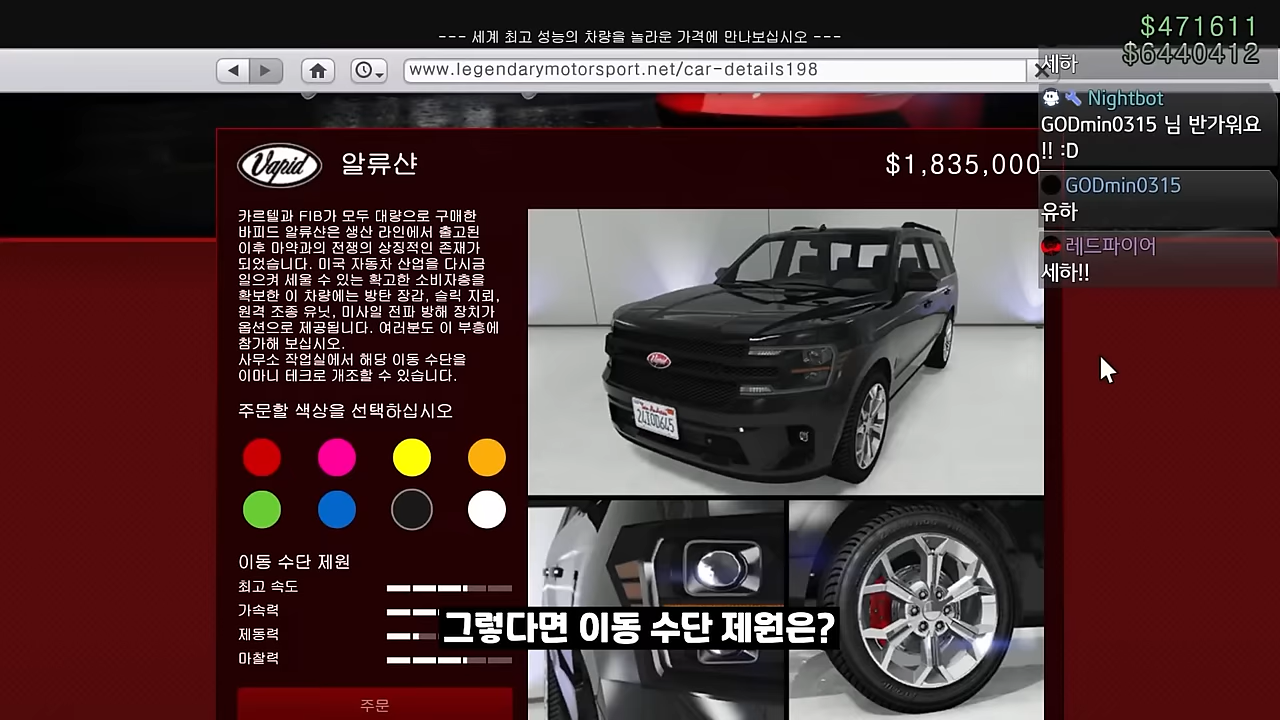 --- 세계 최고 성능의 차량을 놀라운 가격에 만나보십시오 ---
$471611
$6440412
www.legendarymotorsport.net/car-details198
세하
Nightbot
GODmin0315 님 반가워요
!! :D
GODmin0315
유하
레드파이어
세하!!
Vapid
알류샨
$1,835,000
카르텔과 FIB가 모두 대량으로 구매한
바피드 알류샨은 생산 라인에서 출고된
이후 마약과의 전쟁의 상징적인 존재가
되었습니다. 미국 자동차 산업을 다시금
일으켜 세울 수 있는 확고한 소비자층을
확보한 이 차량에는 방탄 장갑, 슬릭 지뢰,
원격 조종 유닛, 미사일 전파 방해 장치가
옵션으로 제공됩니다. 여러분도 이 부흥에
참가해 보십시오.
사무소 작업실에서 해당 이동 수단을
이마니 테크로 개조할 수 있습니다.
주문할 색상을 선택하십시오
Vapid
이동 수단 제원
최고 속도
가속력
제동력
마찰력
그렇다면 이동 수단 제원은?
주문